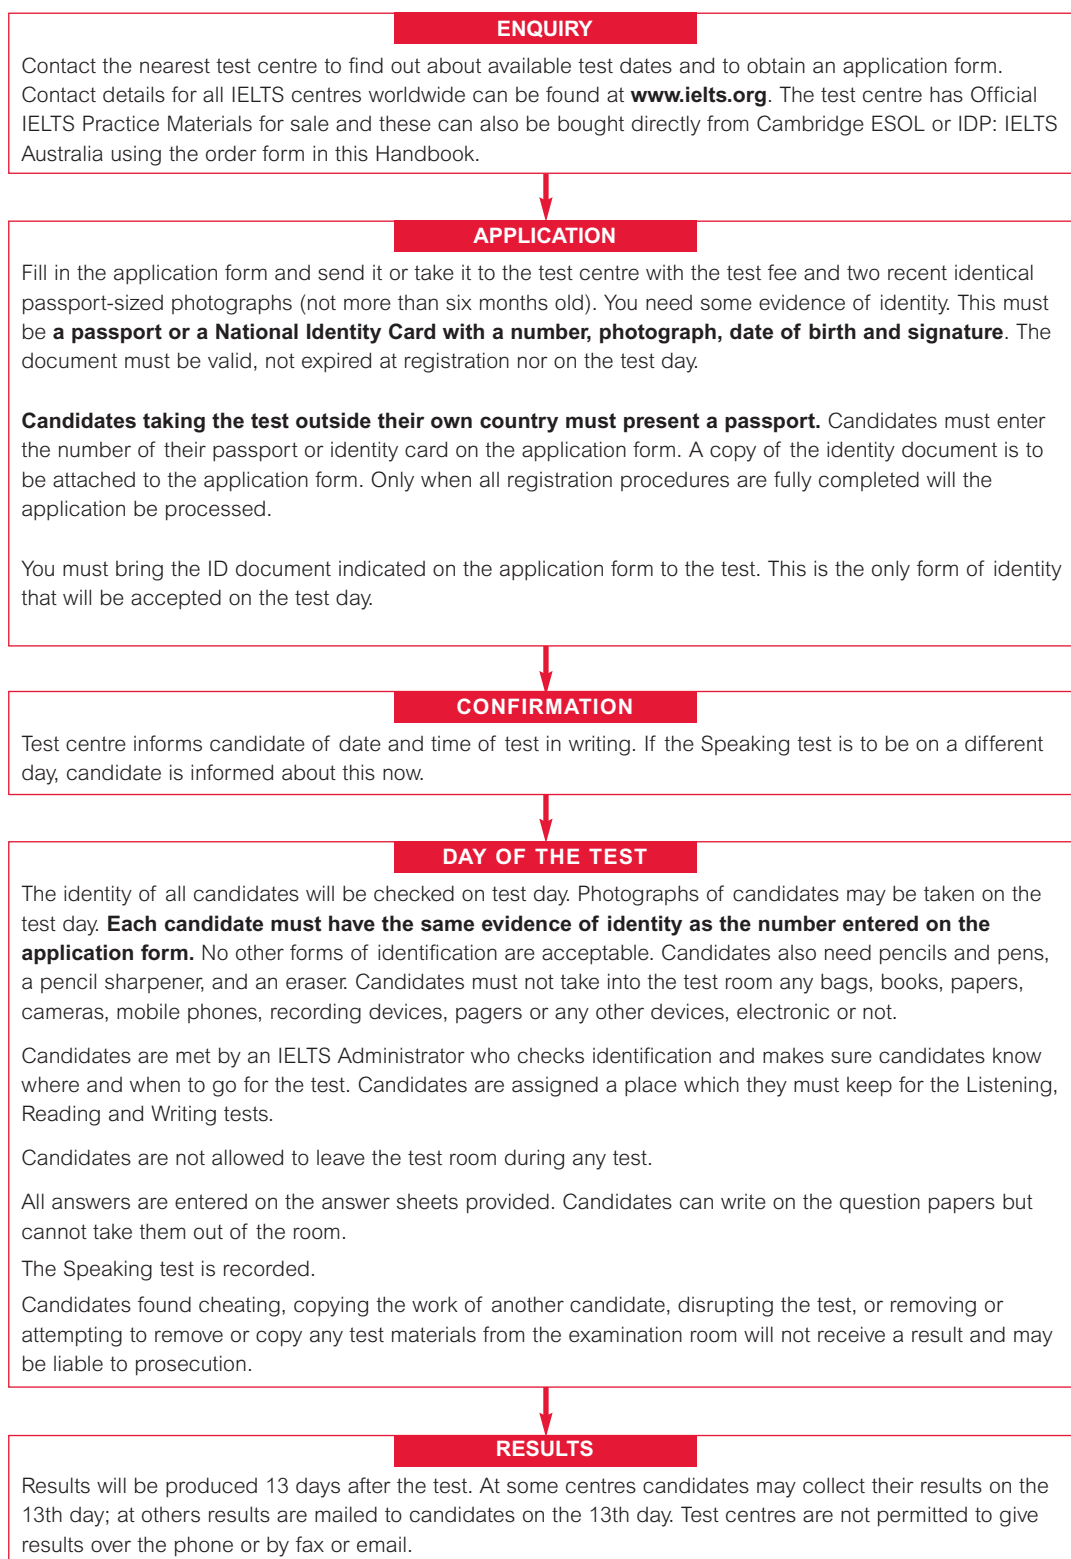 ENQUIRY
Contact the nearest test centre to find out about available test dates and to obtain an application form.
Contact details for all IELTS centres worldwide can be found at www.ielts.org. The test centre has Official
IELTS Practice Materials for sale and these can also be bought directly from Cambridge ESOL or IDP: IELTS
Australia using the order form in this Handbook.
APPLICATION
Fill in the application form and send it or take it to the test centre with the test fee and two recent identical
passport-sized photographs (not more than six months old). You need some evidence of identity. This must
be a passport or a National Identity Card with a number, photograph, date of birth and signature. The
document must be valid, not expired at registration nor on the test day.
Candidates taking the test outside their own country must present a passport. Candidates must enter
the number of their passport or identity card on the application form. A copy of the identity document is to
be attached to the application form. Only when all registration procedures are fully completed will the
application be processed.
You must bring the ID document indicated on the application form to the test. This is the only form of identity
that will be accepted on the test day.
CONFIRMATION
Test centre informs candidate of date and time of test in writing. If the Speaking test is to be on a different
day, candidate is informed about this now.
DAY OF THE TEST
The identity of all candidates will be checked on test day. Photographs of candidates may be taken on the
test day. Each candidate must have the same evidence of identity as the number entered on the
application form. No other forms of identification are acceptable. Candidates also need pencils and pens,
a pencil sharpener, and an eraser. Candidates must not take into the test room any bags, books, papers,
cameras, mobile phones, recording devices, pagers or any other devices, electronic or not.
Candidates are met by an IELTS Administrator who checks identification and makes sure candidates know
where and when to go for the test. Candidates are assigned a place which they must keep for the Listening,
Reading and Writing tests.
Candidates are not allowed to leave the test room during any test.
All answers are entered on the answer sheets provided. Candidates can write on the question papers but
cannot take them out of the room.
The Speaking test is recorded.
Candidates found cheating, copying the work of another candidate, disrupting the test, or removing or
attempting to remove or copy any test materials from the examination room will not receive a result and may
be liable to prosecution.
RESULTS
Results will be produced 13 days after the test. At some centres candidates may collect their results on the
13th day; at others results are mailed to candidates on the 13th day. Test centres are not permitted to give
results over the phone or by fax or email.